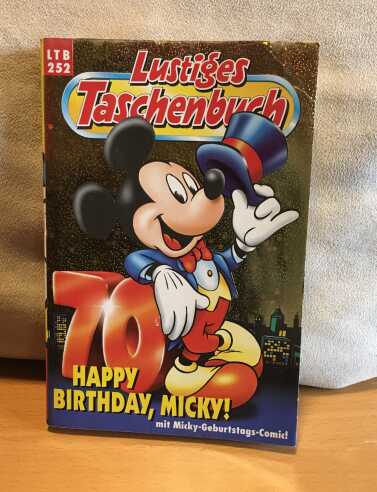 LTB
252
Lustiges
Taschenbuch
70
HAPPY
BIRTHDAY, MICKY!
mit Micky-Geburtstags-Comic!